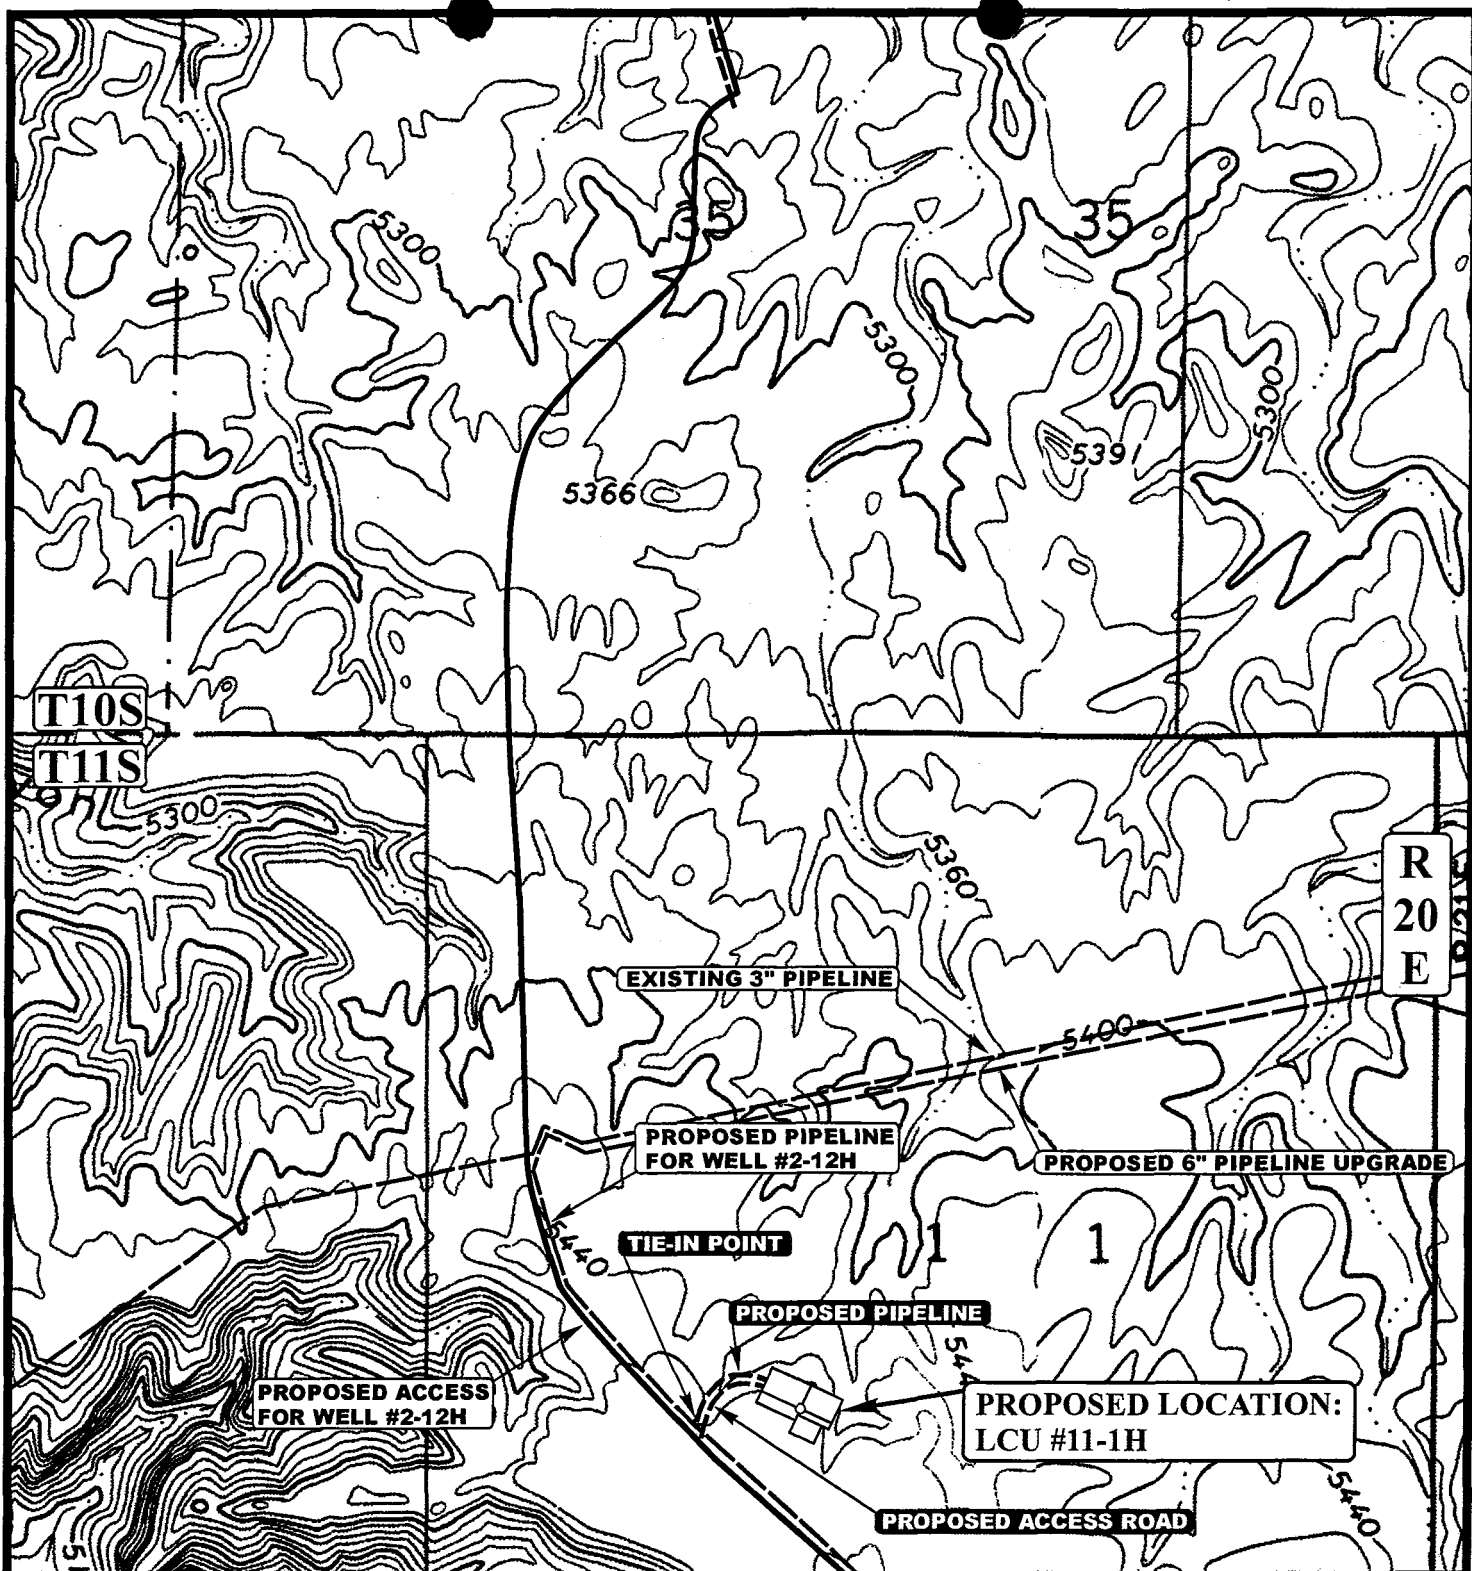 35
35
5300
5300
5300
5391
5366
T10S
T11S
5300
5360
R
20
E
EXISTING 3" PIPELINE
5400
PROPOSED PIPELINE
FOR WELL #2-12H
PROPOSED 6" PIPELINE UPGRADE
5440
TIE-IN POINT
1
1
PROPOSED PIPELINE
PROPOSED ACCESS
FOR WELL #2-12H
PROPOSED LOCATION:
LCU #11-1H
5440
PROPOSED ACCESS ROAD